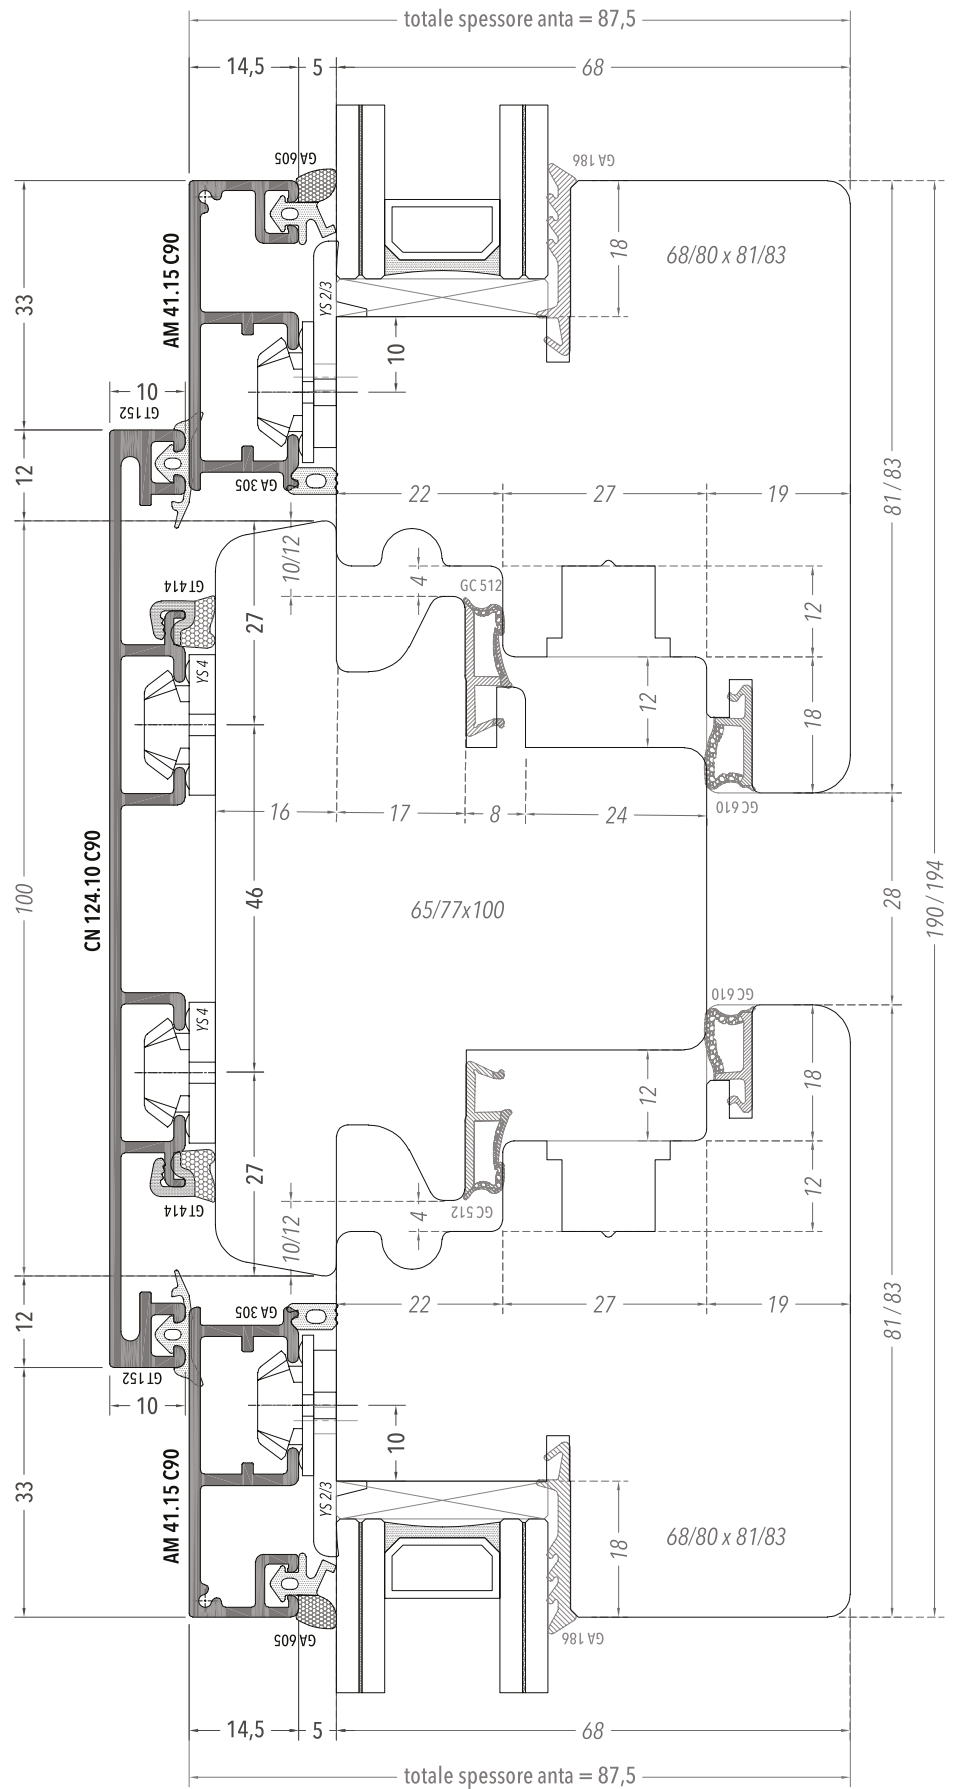 totale spessore anta = 87,5
14,5
5
68
GA 605
GA 186
18
68/80 x 81/83
AM 41.15 C90
33
YS 2/3
10
10
GT 152
12
GA 305
22
27
19
81 / 83
10/12
4
GC 512
27
12
GT 414
YS 4
12
18
16
17
8
24
GC 610
CN 124.10 C90
100
46
65/77x100
28
190 / 194
GC 610
YS 4
12
18
27
GT 414
10/12
4
GC 512
12
12
GA 305
22
27
19
81 / 83
GT 152
10
10
33
AM 41.15 C90
YS 2/3
18
68/80 x 81/83
GA 605
GA 186
14,5
5
68
totale spessore anta = 87,5